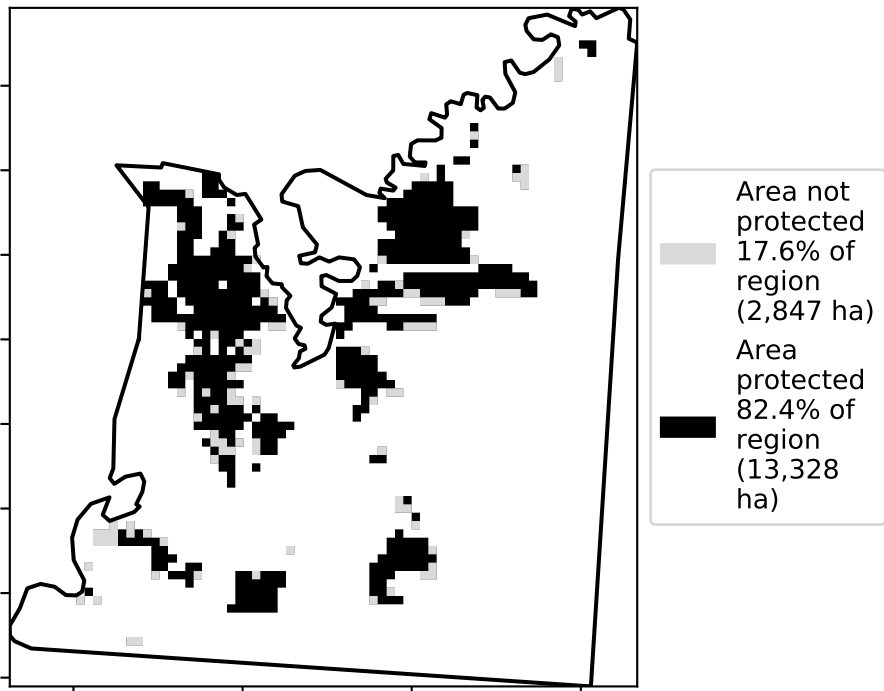 Area not
protected
17.6% of
region
(2,847 ha)
Area
protected
82.4% of
region
(13,328
ha)